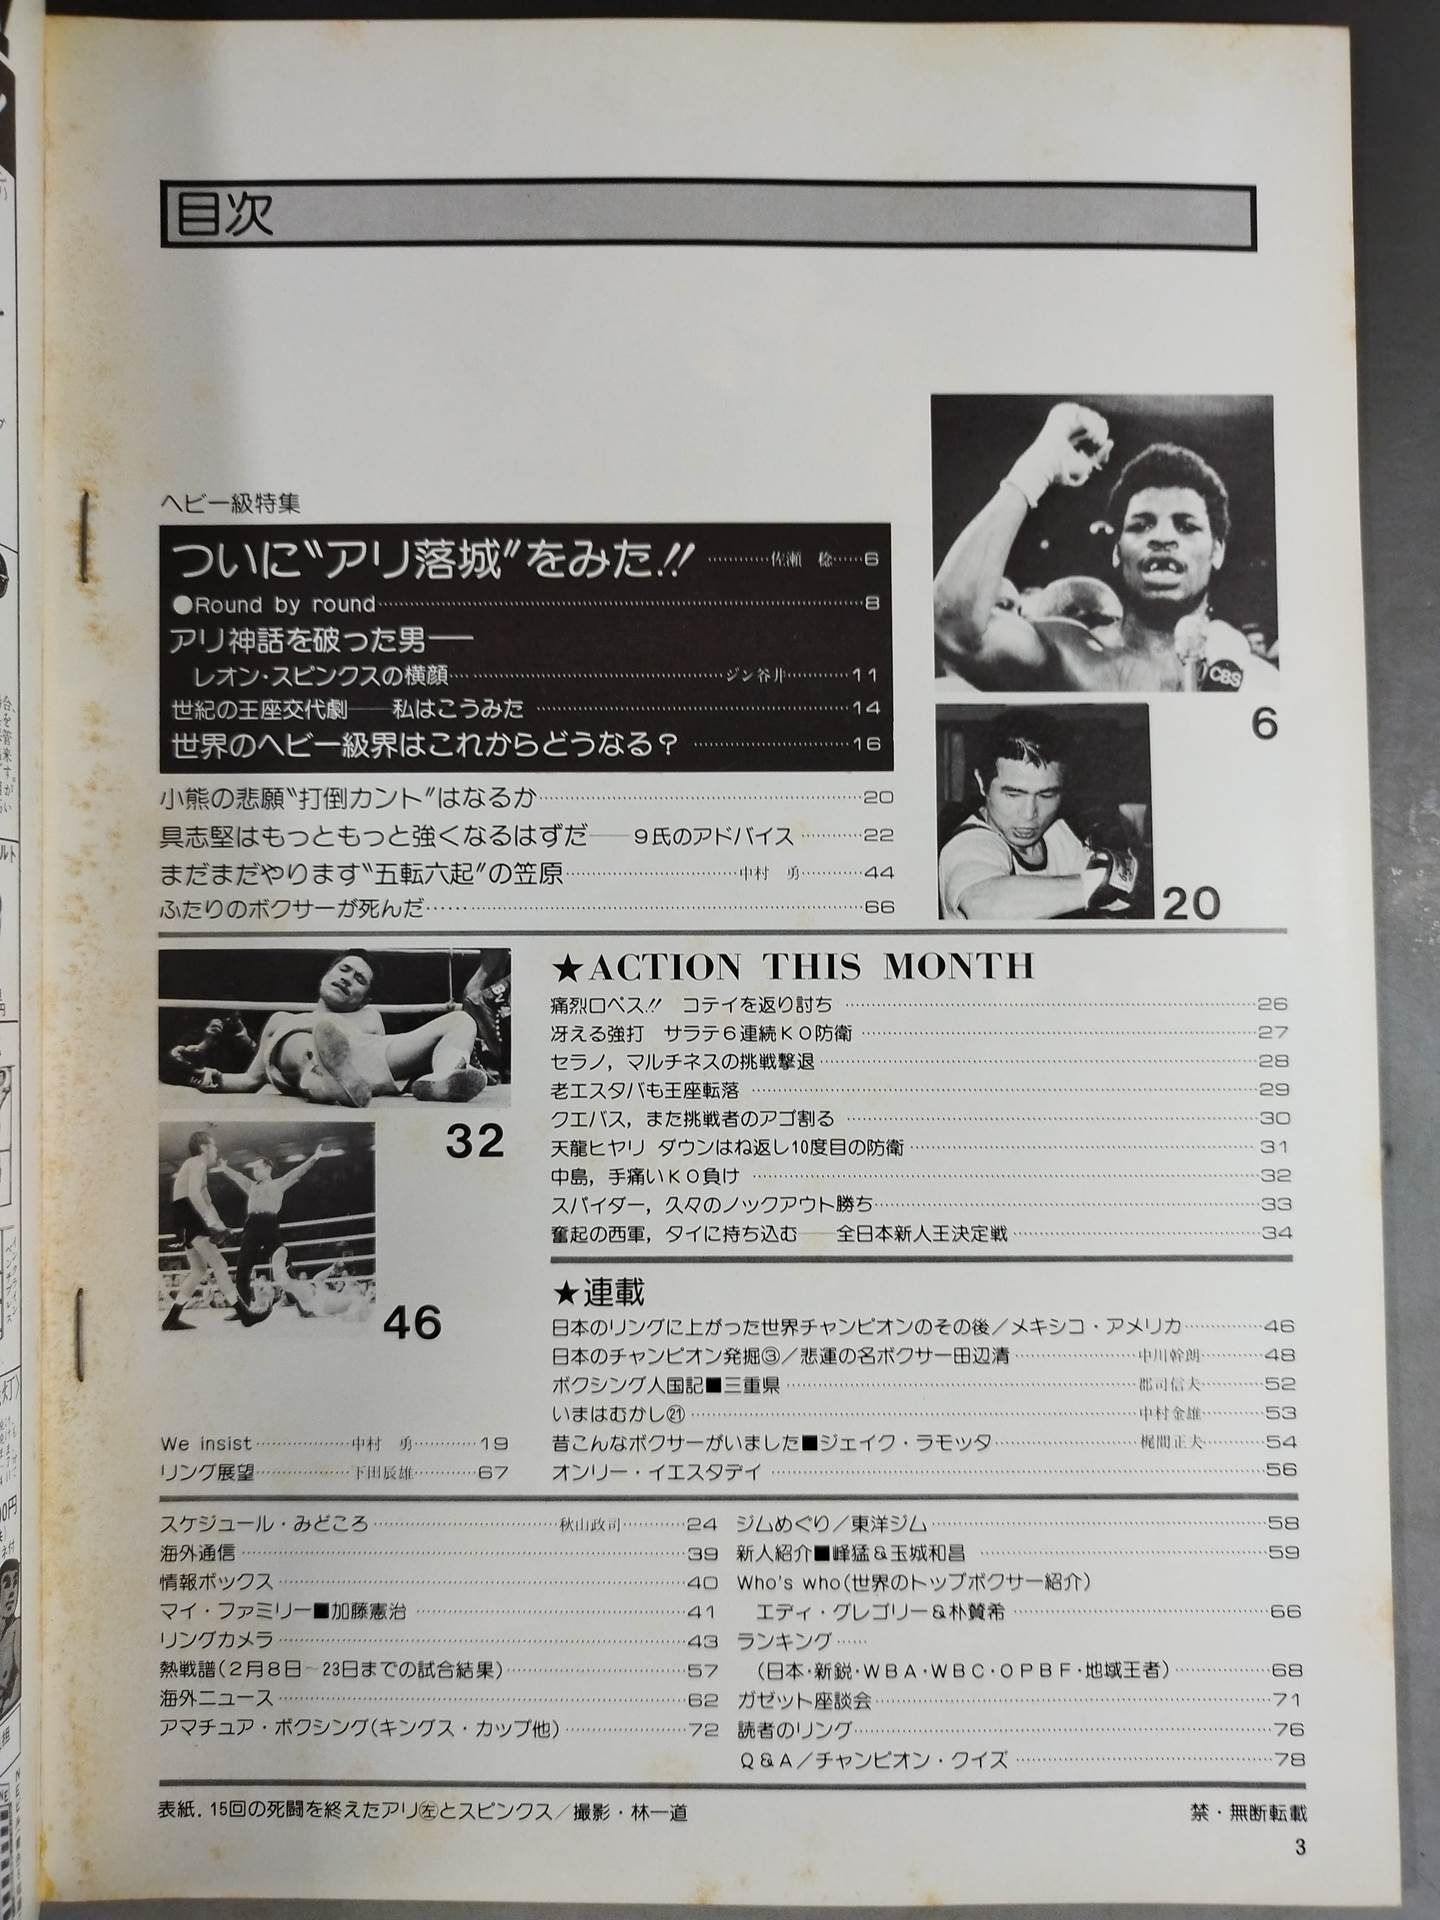 目次
ヘビー級特集
ついに“アリ落城”をみた!! …………佐瀬 稔……6
●Round by round……………………8
アリ神話を破った男――
レオン・スピンクスの横顔…………ジン谷井…………11
世紀の王座交代劇――私はこうみた……………………14
世界のヘビー級界はこれからどうなる？……………………16
小熊の悲願“打倒カント”はなるか……………………20
具志堅はもっともっと強くなるはずだ――9氏のアドバイス…………22
まだまだやります“五転六起”の笠原……………………中村 勇…………44
ふたりのボクサーが死んだ……………………66
6
20
CBS
32
46
★ACTION THIS MONTH
痛烈ロペス!! コテイを返り討ち……………………26
冴える強打 サラテ6連続KO防衛……………………27
セラノ，マルチネスの挑戦撃退……………………28
老エスタバも王座転落……………………29
クエバス，また挑戦者のアゴ割る……………………30
天龍ヒヤリ ダウンはね返し10度目の防衛……………………31
中島，手痛いKO負け……………………32
スパイダー，久々のノックアウト勝ち……………………33
奮起の西軍，タイに持ち込む――全日本新人王決定戦……………………34
★連載
日本のリングに上がった世界チャンピオンのその後／メキシコ・アメリカ…………46
日本のチャンピオン発掘③／悲運の名ボクサー田辺清……………中川幹朗………48
ボクシング人国記■三重県……………………郡司信夫………52
いまはむかし㉑……………………中村金雄………53
昔こんなボクサーがいました■ジェイク・ラモッタ……………梶間正夫………54
オンリー・イエスタデイ……………………56
We insist……………中村 勇…………19
リング展望……………下田辰雄…………67
スケジュール・みどころ……………………秋山政司…………24
海外通信……………………39
情報ボックス……………………40
マイ・ファミリー■加藤憲治……………………41
リングカメラ……………………43
熱戦譜(2月8日～23日までの試合結果)……………………57
海外ニュース……………………62
アマチュア・ボクシング(キングス・カップ他)……………72
ジムめぐり／東洋ジム……………………58
新人紹介■峰猛＆玉城和昌……………………59
Who's who(世界のトップボクサー紹介)
エディ・グレゴリー＆朴賛希……………………66
ランキング……
(日本・新鋭・WBA・WBC・OPBF・地域王者)……………68
ガゼット座談会……………………71
読者のリング……………………76
Q＆A／チャンピオン・クイズ……………………78
表紙．15回の死闘を終えたアリ㊧とスピンクス／撮影・林一道
禁・無断転載
3